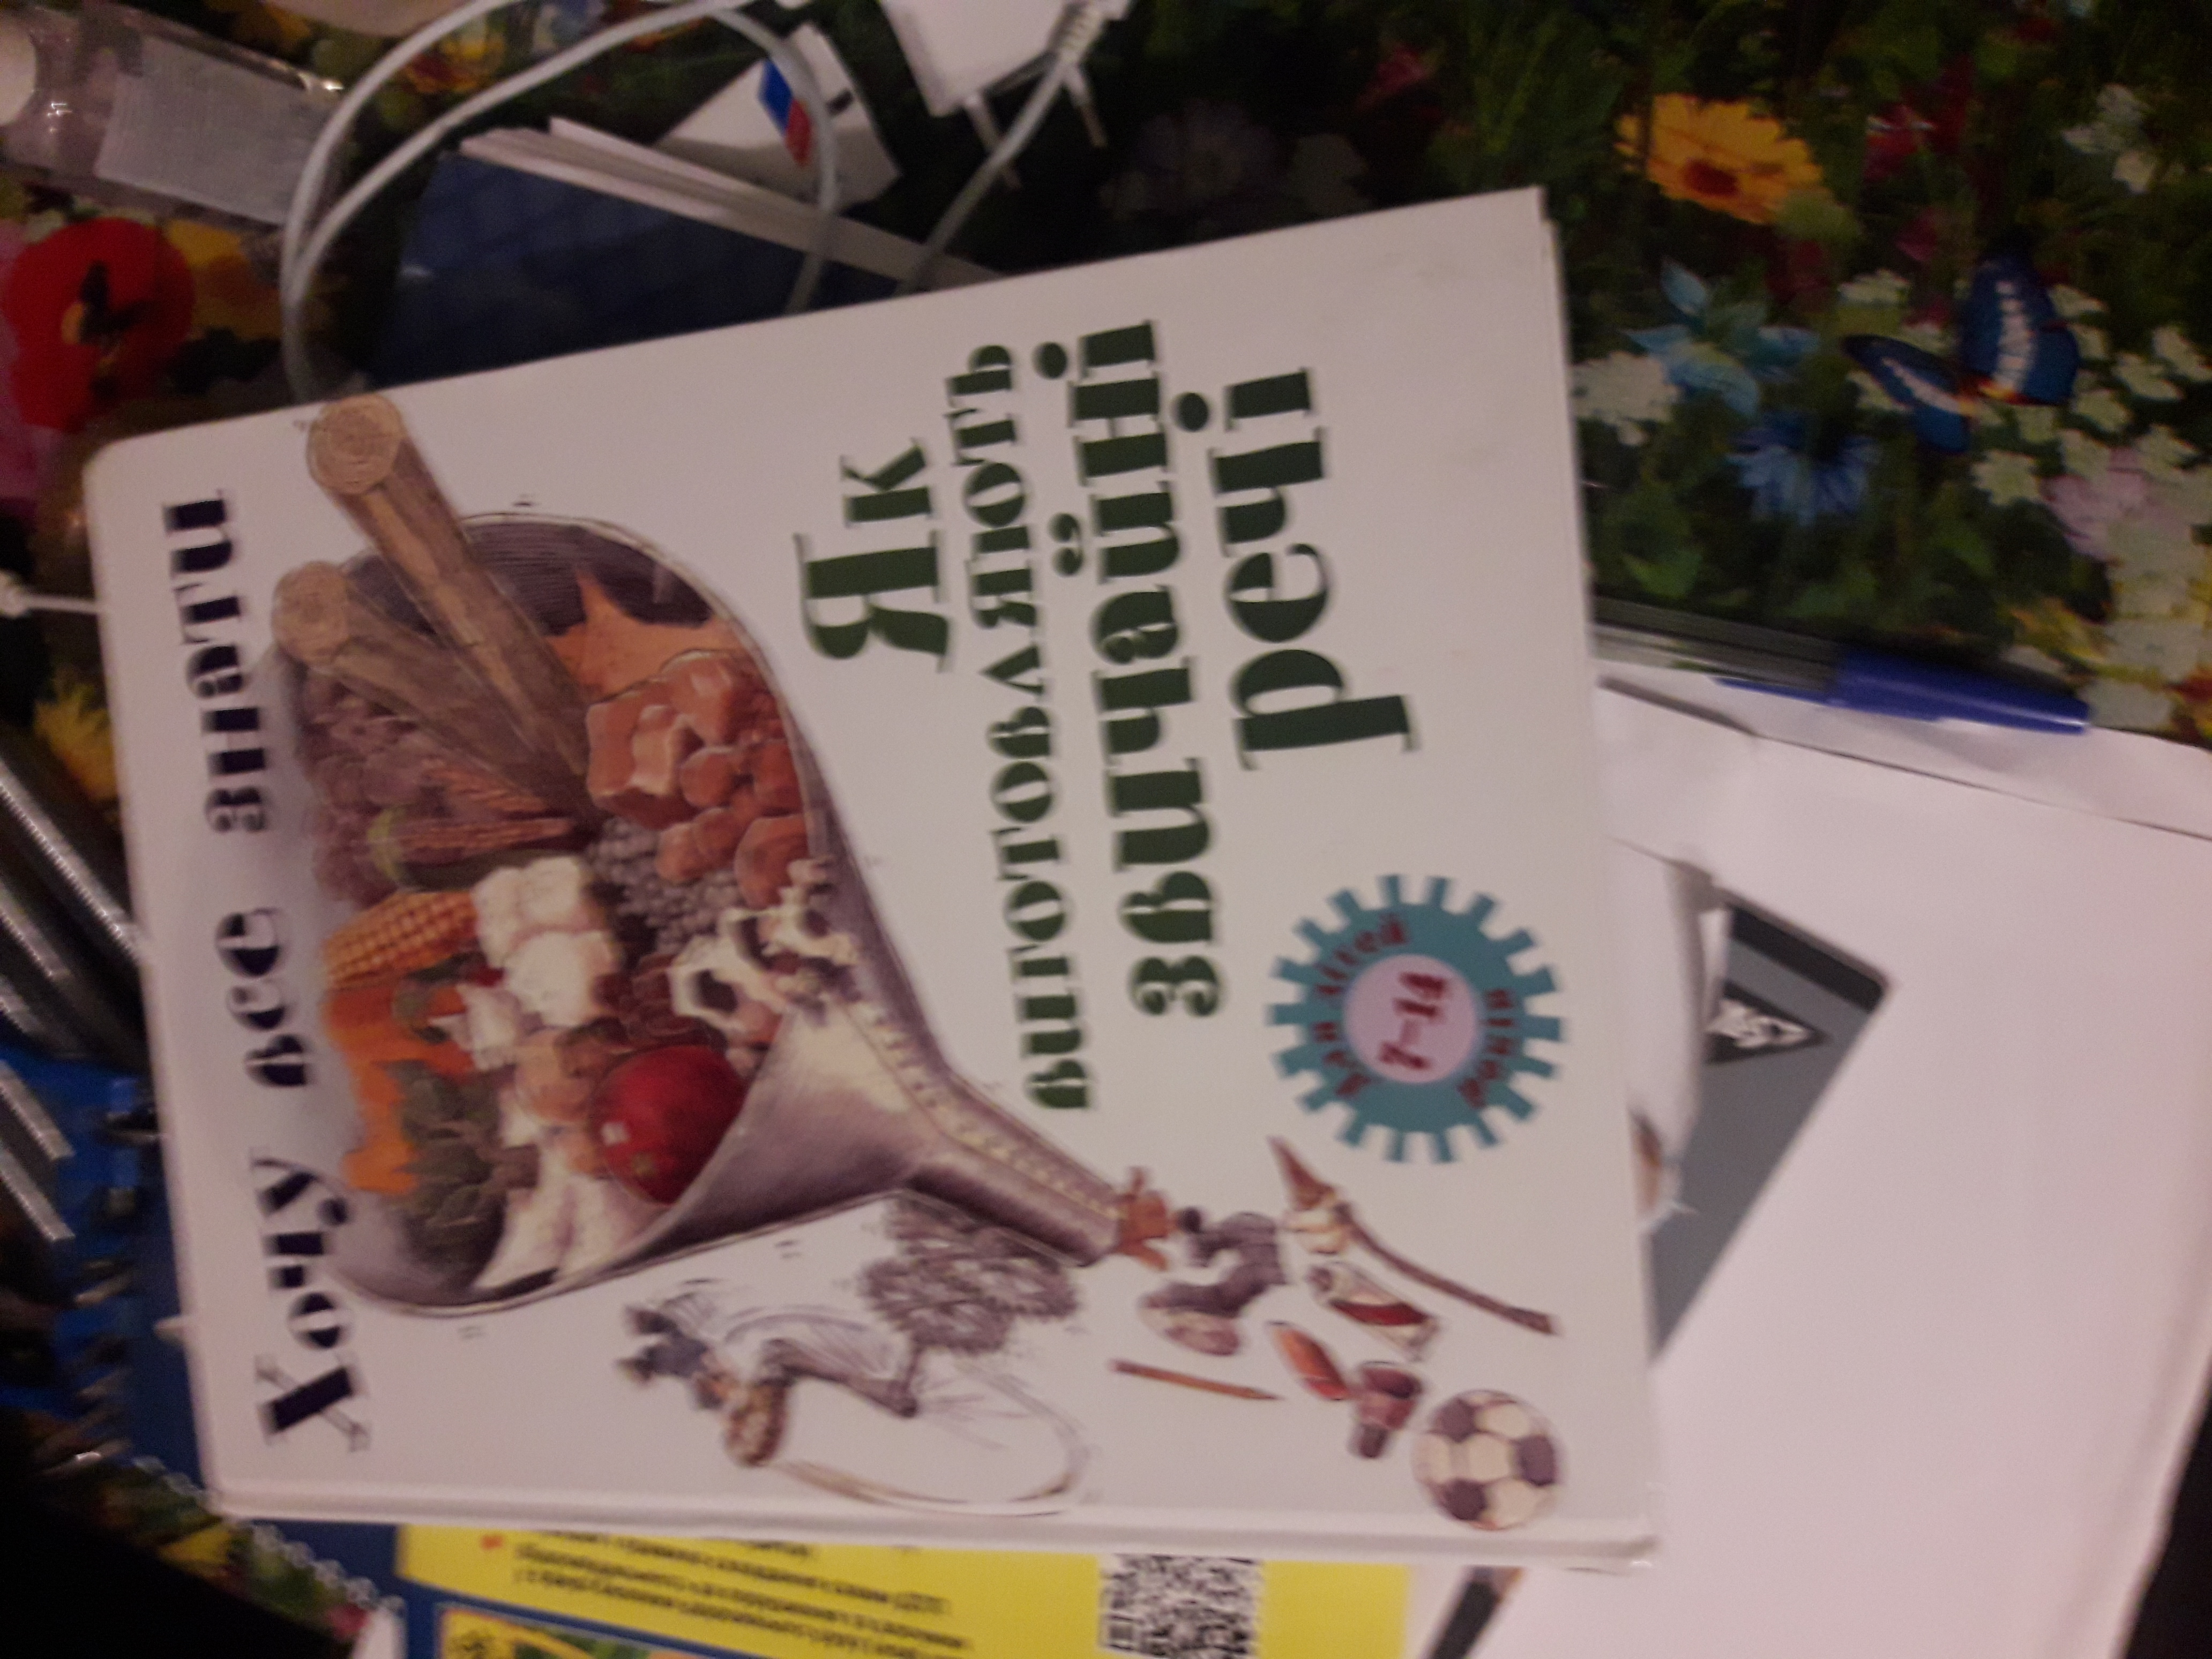 Хочу все знати
Як
виготовляють
звичайні
речі
Для дітей
7–14
років